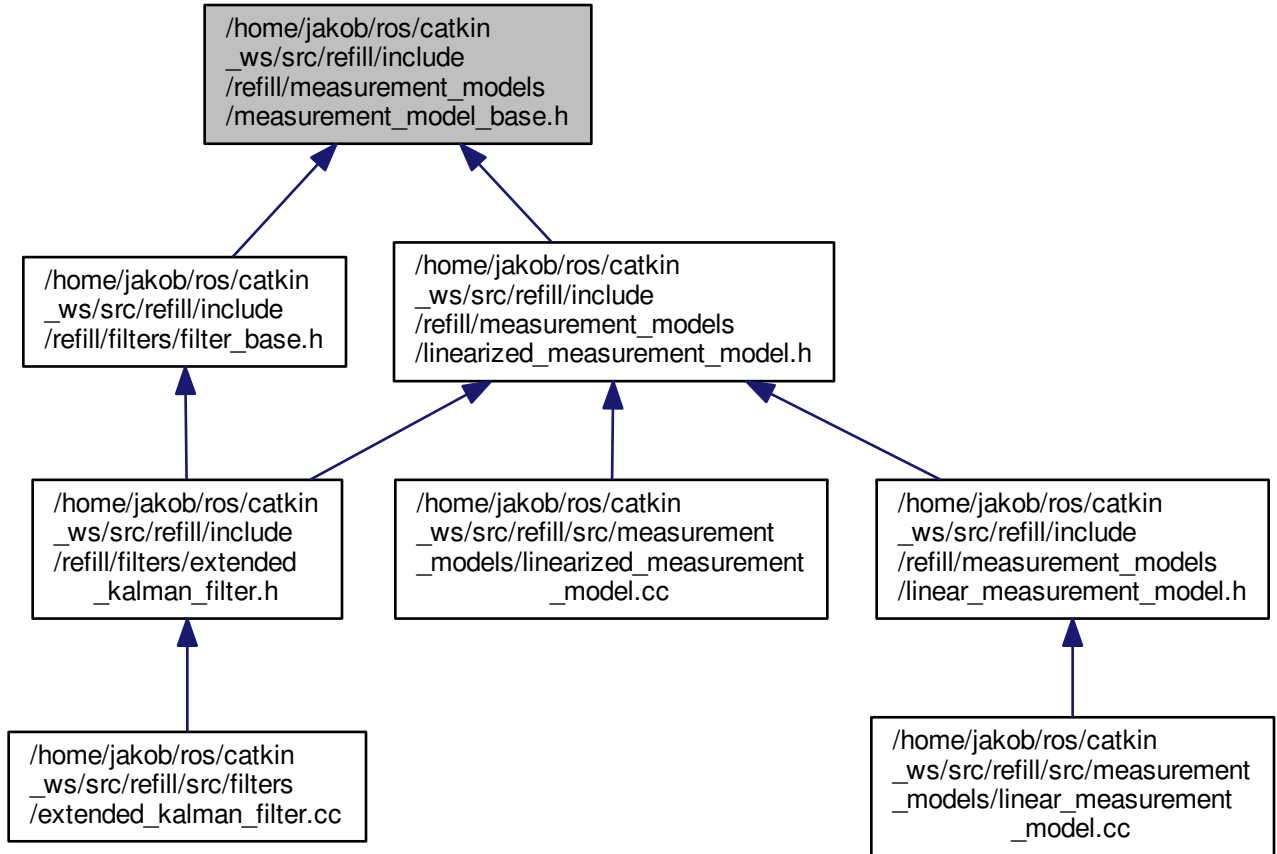 /home/jakob/ros/catkin
_ws/src/refill/include
/refill/measurement_models
/measurement_model_base.h
/home/jakob/ros/catkin
_ws/src/refill/include
/refill/filters/filter_base.h
/home/jakob/ros/catkin
_ws/src/refill/include
/refill/measurement_models
/linearized_measurement_model.h
/home/jakob/ros/catkin
_ws/src/refill/include
/refill/filters/extended
_kalman_filter.h
/home/jakob/ros/catkin
_ws/src/refill/src/measurement
_models/linearized_measurement
_model.cc
/home/jakob/ros/catkin
_ws/src/refill/include
/refill/measurement_models
/linear_measurement_model.h
/home/jakob/ros/catkin
_ws/src/refill/src/filters
/extended_kalman_filter.cc
/home/jakob/ros/catkin
_ws/src/refill/src/measurement
_models/linear_measurement
_model.cc